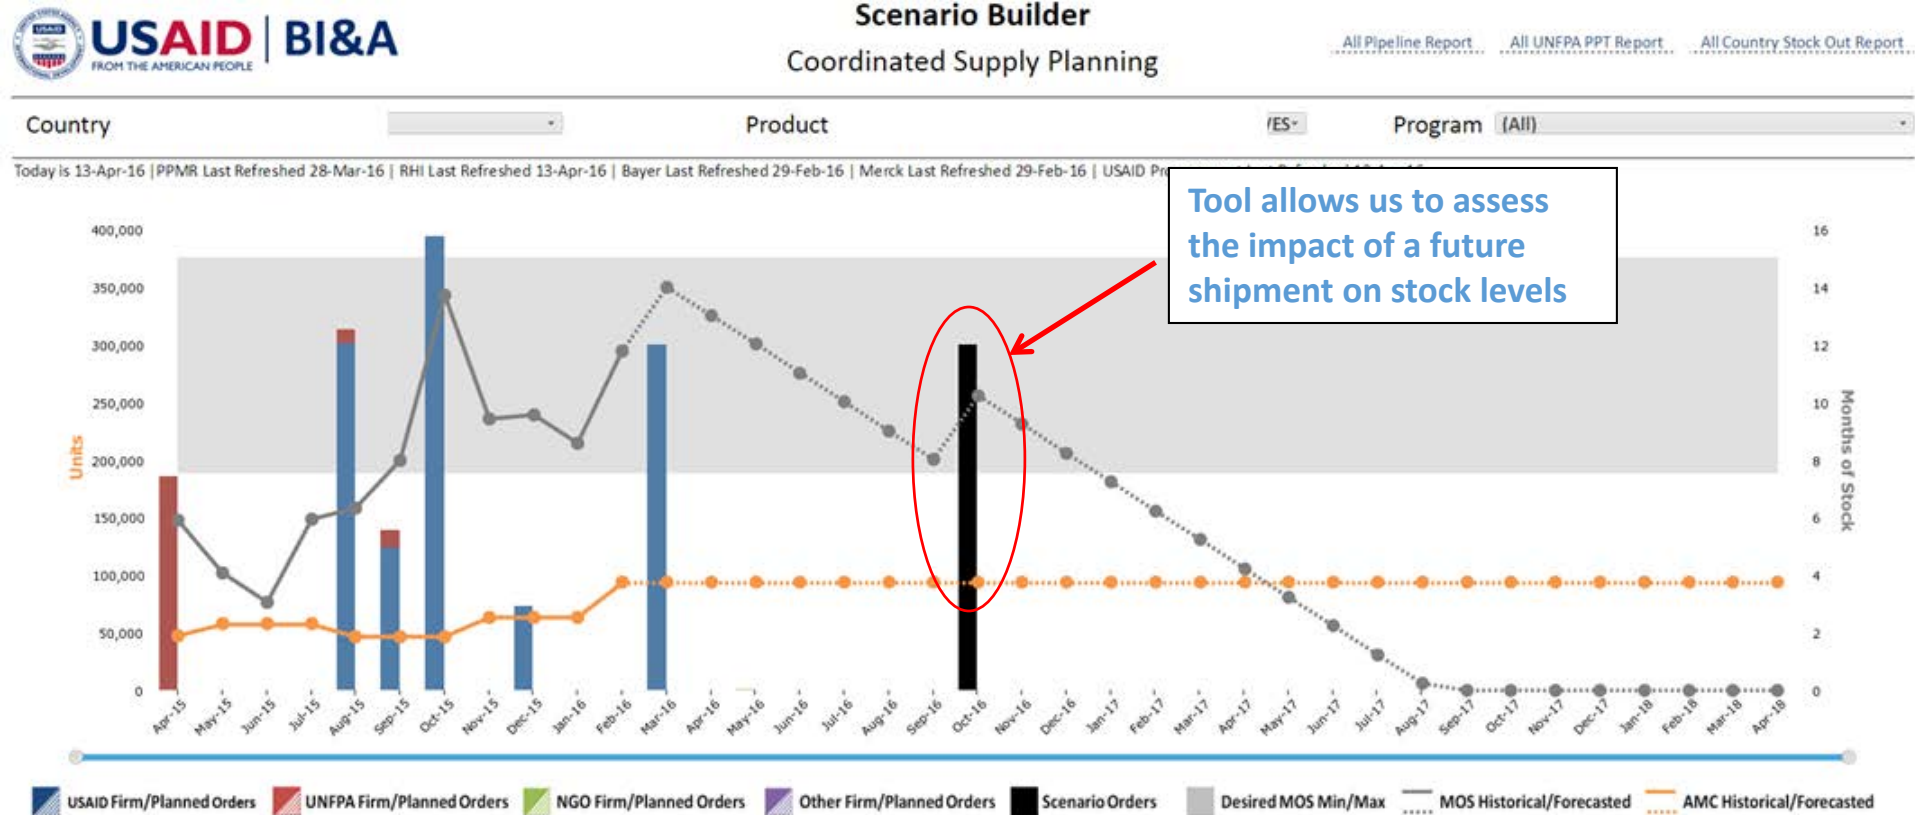 USAID | BI&A
FROM THE AMERICAN PEOPLE
Scenario Builder
Coordinated Supply Planning
All Pipeline Report
All UNFPA PPT Report
All Country Stock Out Report
Country
Product
/ES
Program
(All)
Today is 13-Apr-16 | PPMR Last Refreshed 28-Mar-16 | RHI Last Refreshed 13-Apr-16 | Bayer Last Refreshed 29-Feb-16 | Merck Last Refreshed 29-Feb-16 | USAID
Tool allows us to assess
the impact of a future
shipment on stock levels
400,000
350,000
300,000
250,000
200,000
150,000
100,000
50,000
0
Units
16
14
12
10
8
6
4
2
0
Months of Stock
Apr-15
May-15
Jun-15
Jul-15
Aug-15
Sep-15
Oct-15
Nov-15
Dec-15
Jan-16
Feb-16
Mar-16
Apr-16
May-16
Jun-16
Jul-16
Aug-16
Sep-16
Oct-16
Nov-16
Dec-16
Jan-17
Feb-17
Mar-17
Apr-17
May-17
Jun-17
Jul-17
Aug-17
Sep-17
Oct-17
Nov-17
Dec-17
Jan-18
Feb-18
Mar-18
Apr-18
USAID Firm/Planned Orders
UNFPA Firm/Planned Orders
NGO Firm/Planned Orders
Other Firm/Planned Orders
Scenario Orders
Desired MOS Min/Max
MOS Historical/Forecasted
AMC Historical/Forecasted